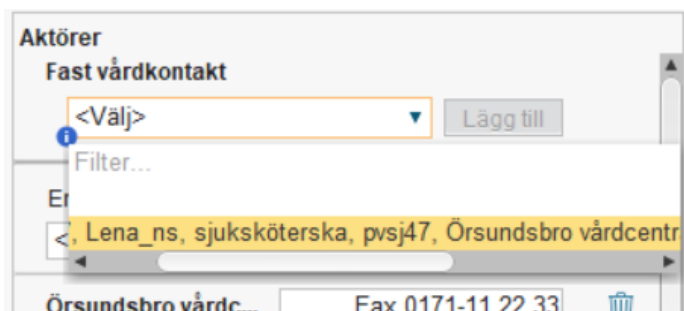 Aktörer
Fast vårdkontakt
<Välj>
Lägg till
Filter...
, Lena_ns, sjuksköterska, pvsj47, Örsundsbro vårdcentr
Örsundsbro vårdc...
Fax 0171-11 22 33